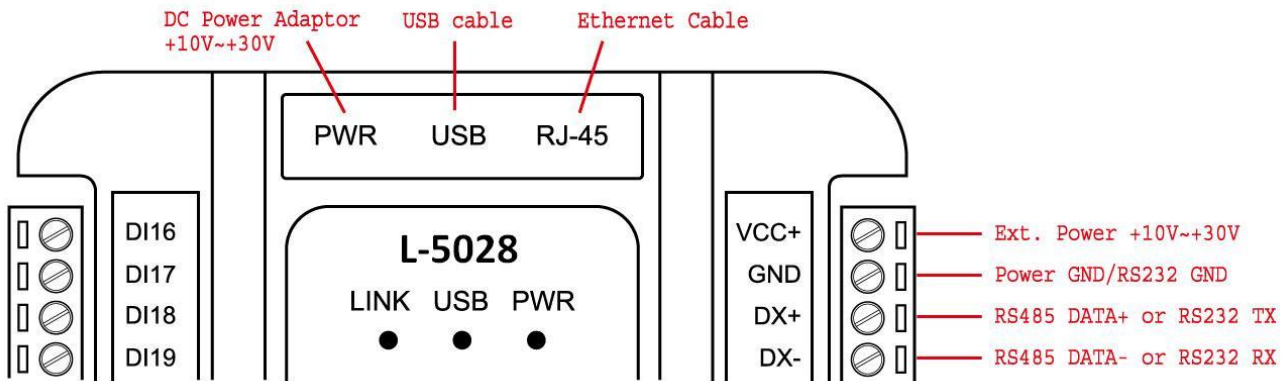 DC Power Adaptor
+10V~+30V
USB cable
Ethernet Cable
PWR USB RJ-45
DI16
DI17
DI18
DI19
L-5028
LINK USB PWR
VCC+
GND
DX+
DX-
Ext. Power +10V~+30V
Power GND/RS232 GND
RS485 DATA+ or RS232 TX
RS485 DATA- or RS232 RX